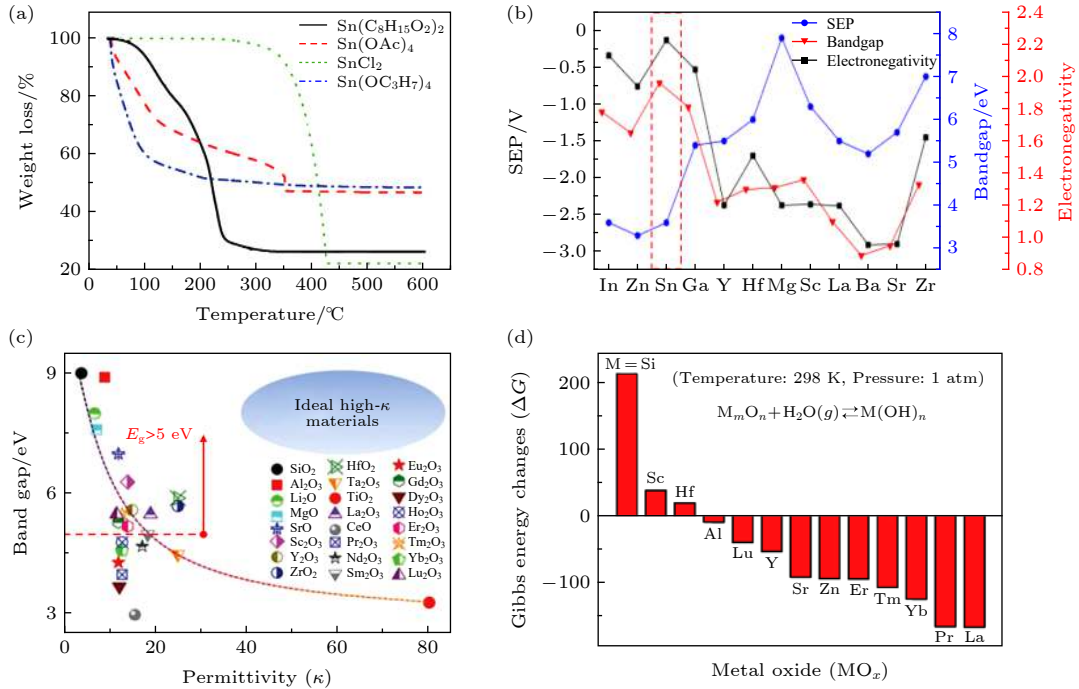 (a)
Sn(C₈H₁₅O₂)₂
Sn(OAc)₄
SnCl₂
Sn(OC₃H₇)₄
Weight loss/%
100
80
60
40
20
0
100
200
300
400
500
600
Temperature/℃
(b)
SEP
Bandgap
Electronegativity
SEP/V
0
−0.5
−1.0
−1.5
−2.0
−2.5
−3.0
In Zn Sn Ga Y Hf Mg Sc La Ba Sr Zr
8
7
6
5
4
3
Bandgap/eV
2.4
2.2
2.0
1.8
1.6
1.4
1.2
1.0
0.8
Electronegativity
(c)
Band gap/eV
9
6
3
Ideal high-κ
materials
E_g>5 eV
SiO₂
Al₂O₃
Li₂O
MgO
SrO
Sc₂O₃
Y₂O₃
ZrO₂
HfO₂
Ta₂O₅
TiO₂
La₂O₃
CeO
Pr₂O₃
Nd₂O₃
Sm₂O₃
Eu₂O₃
Gd₂O₃
Dy₂O₃
Ho₂O₃
Er₂O₃
Tm₂O₃
Yb₂O₃
Lu₂O₃
0
20
40
60
80
Permittivity (κ)
(d)
Gibbs energy changes (ΔG)
200
100
0
−100
M = Si
(Temperature: 298 K, Pressure: 1 atm)
MₘOₙ+H₂O(g)⇄M(OH)ₙ
Sc
Hf
Al
Lu
Y
Sr
Zn
Er
Tm
Yb
Pr
La
Metal oxide (MOₓ)